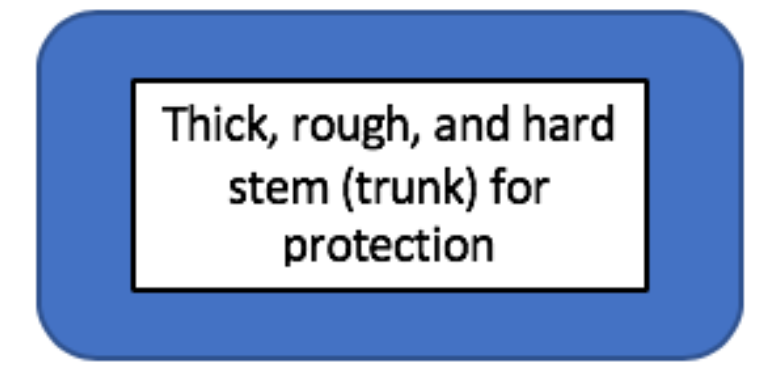 Thick, rough, and hard
stem (trunk) for
protection